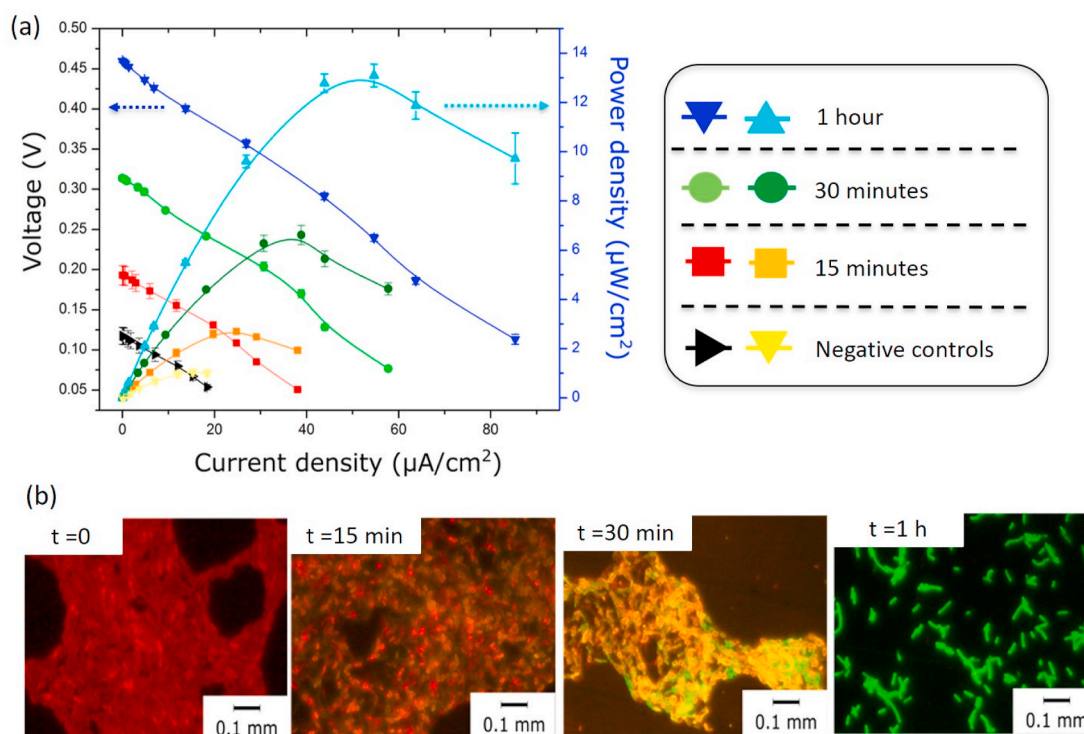 (a)
0.50
0.45
0.40
0.35
0.30
0.25
0.20
0.15
0.10
0.05
Voltage (V)
0 20 40 60 80
Current density (µA/cm²)
14
12
10
8
6
4
2
0
Power density (µW/cm²)
1 hour
30 minutes
15 minutes
Negative controls
(b)
t =0
t =15 min
t =30 min
t =1 h
0.1 mm
0.1 mm
0.1 mm
0.1 mm